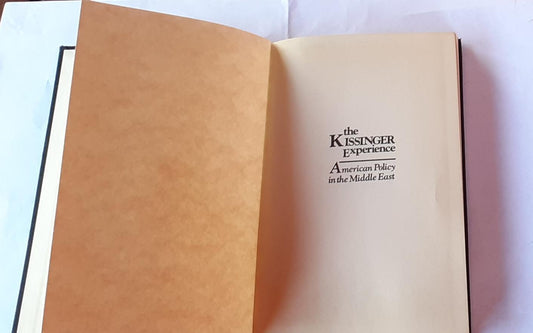 the
KISSINGER
Experience
American Policy
in the Middle East